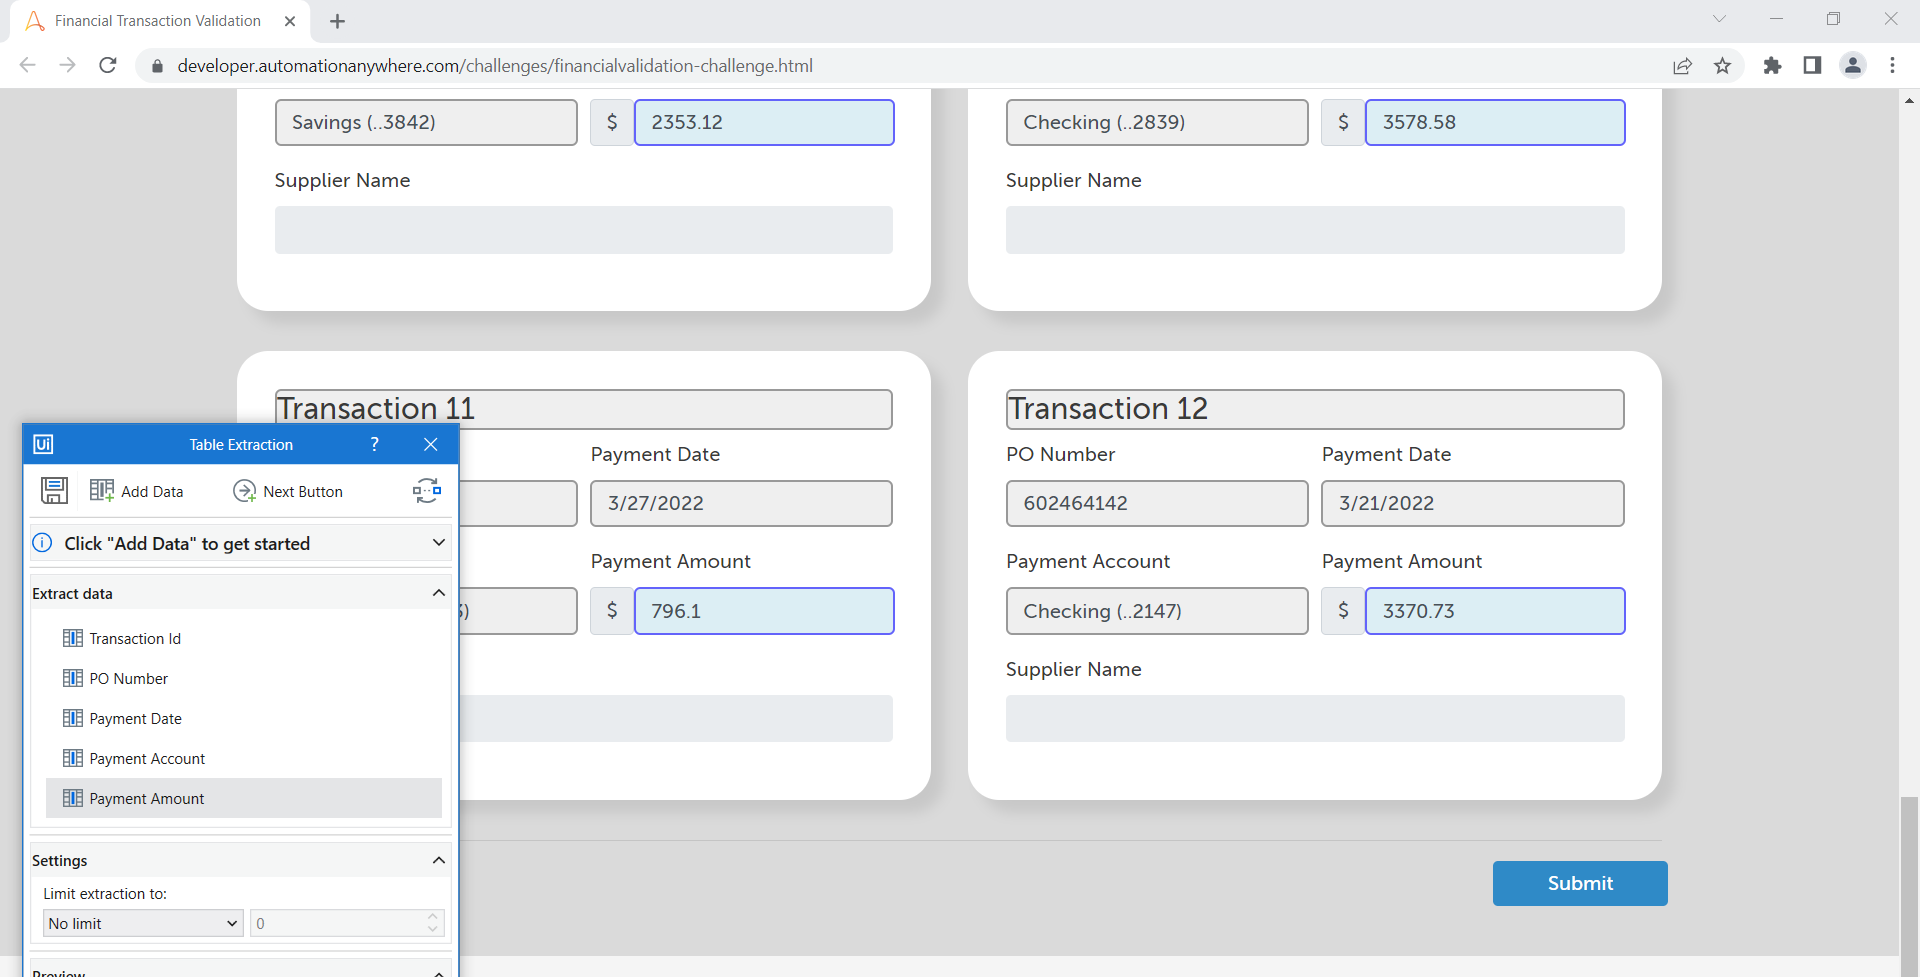 Financial Transaction Validation
developer.automationanywhere.com/challenges/financialvalidation-challenge.html
Savings (..3842) $ 2353.12
Supplier Name
Checking (..2839) $ 3578.58
Supplier Name
Transaction 11
Payment Date
3/27/2022
Payment Amount
) $ 796.1
Transaction 12
PO Number Payment Date
602464142 3/21/2022
Payment Account Payment Amount
Checking (..2147) $ 3370.73
Supplier Name
Submit
Ui Table Extraction ?
Add Data Next Button
Click "Add Data" to get started
Extract data
Transaction Id
PO Number
Payment Date
Payment Account
Payment Amount
Settings
Limit extraction to:
No limit 0
Preview